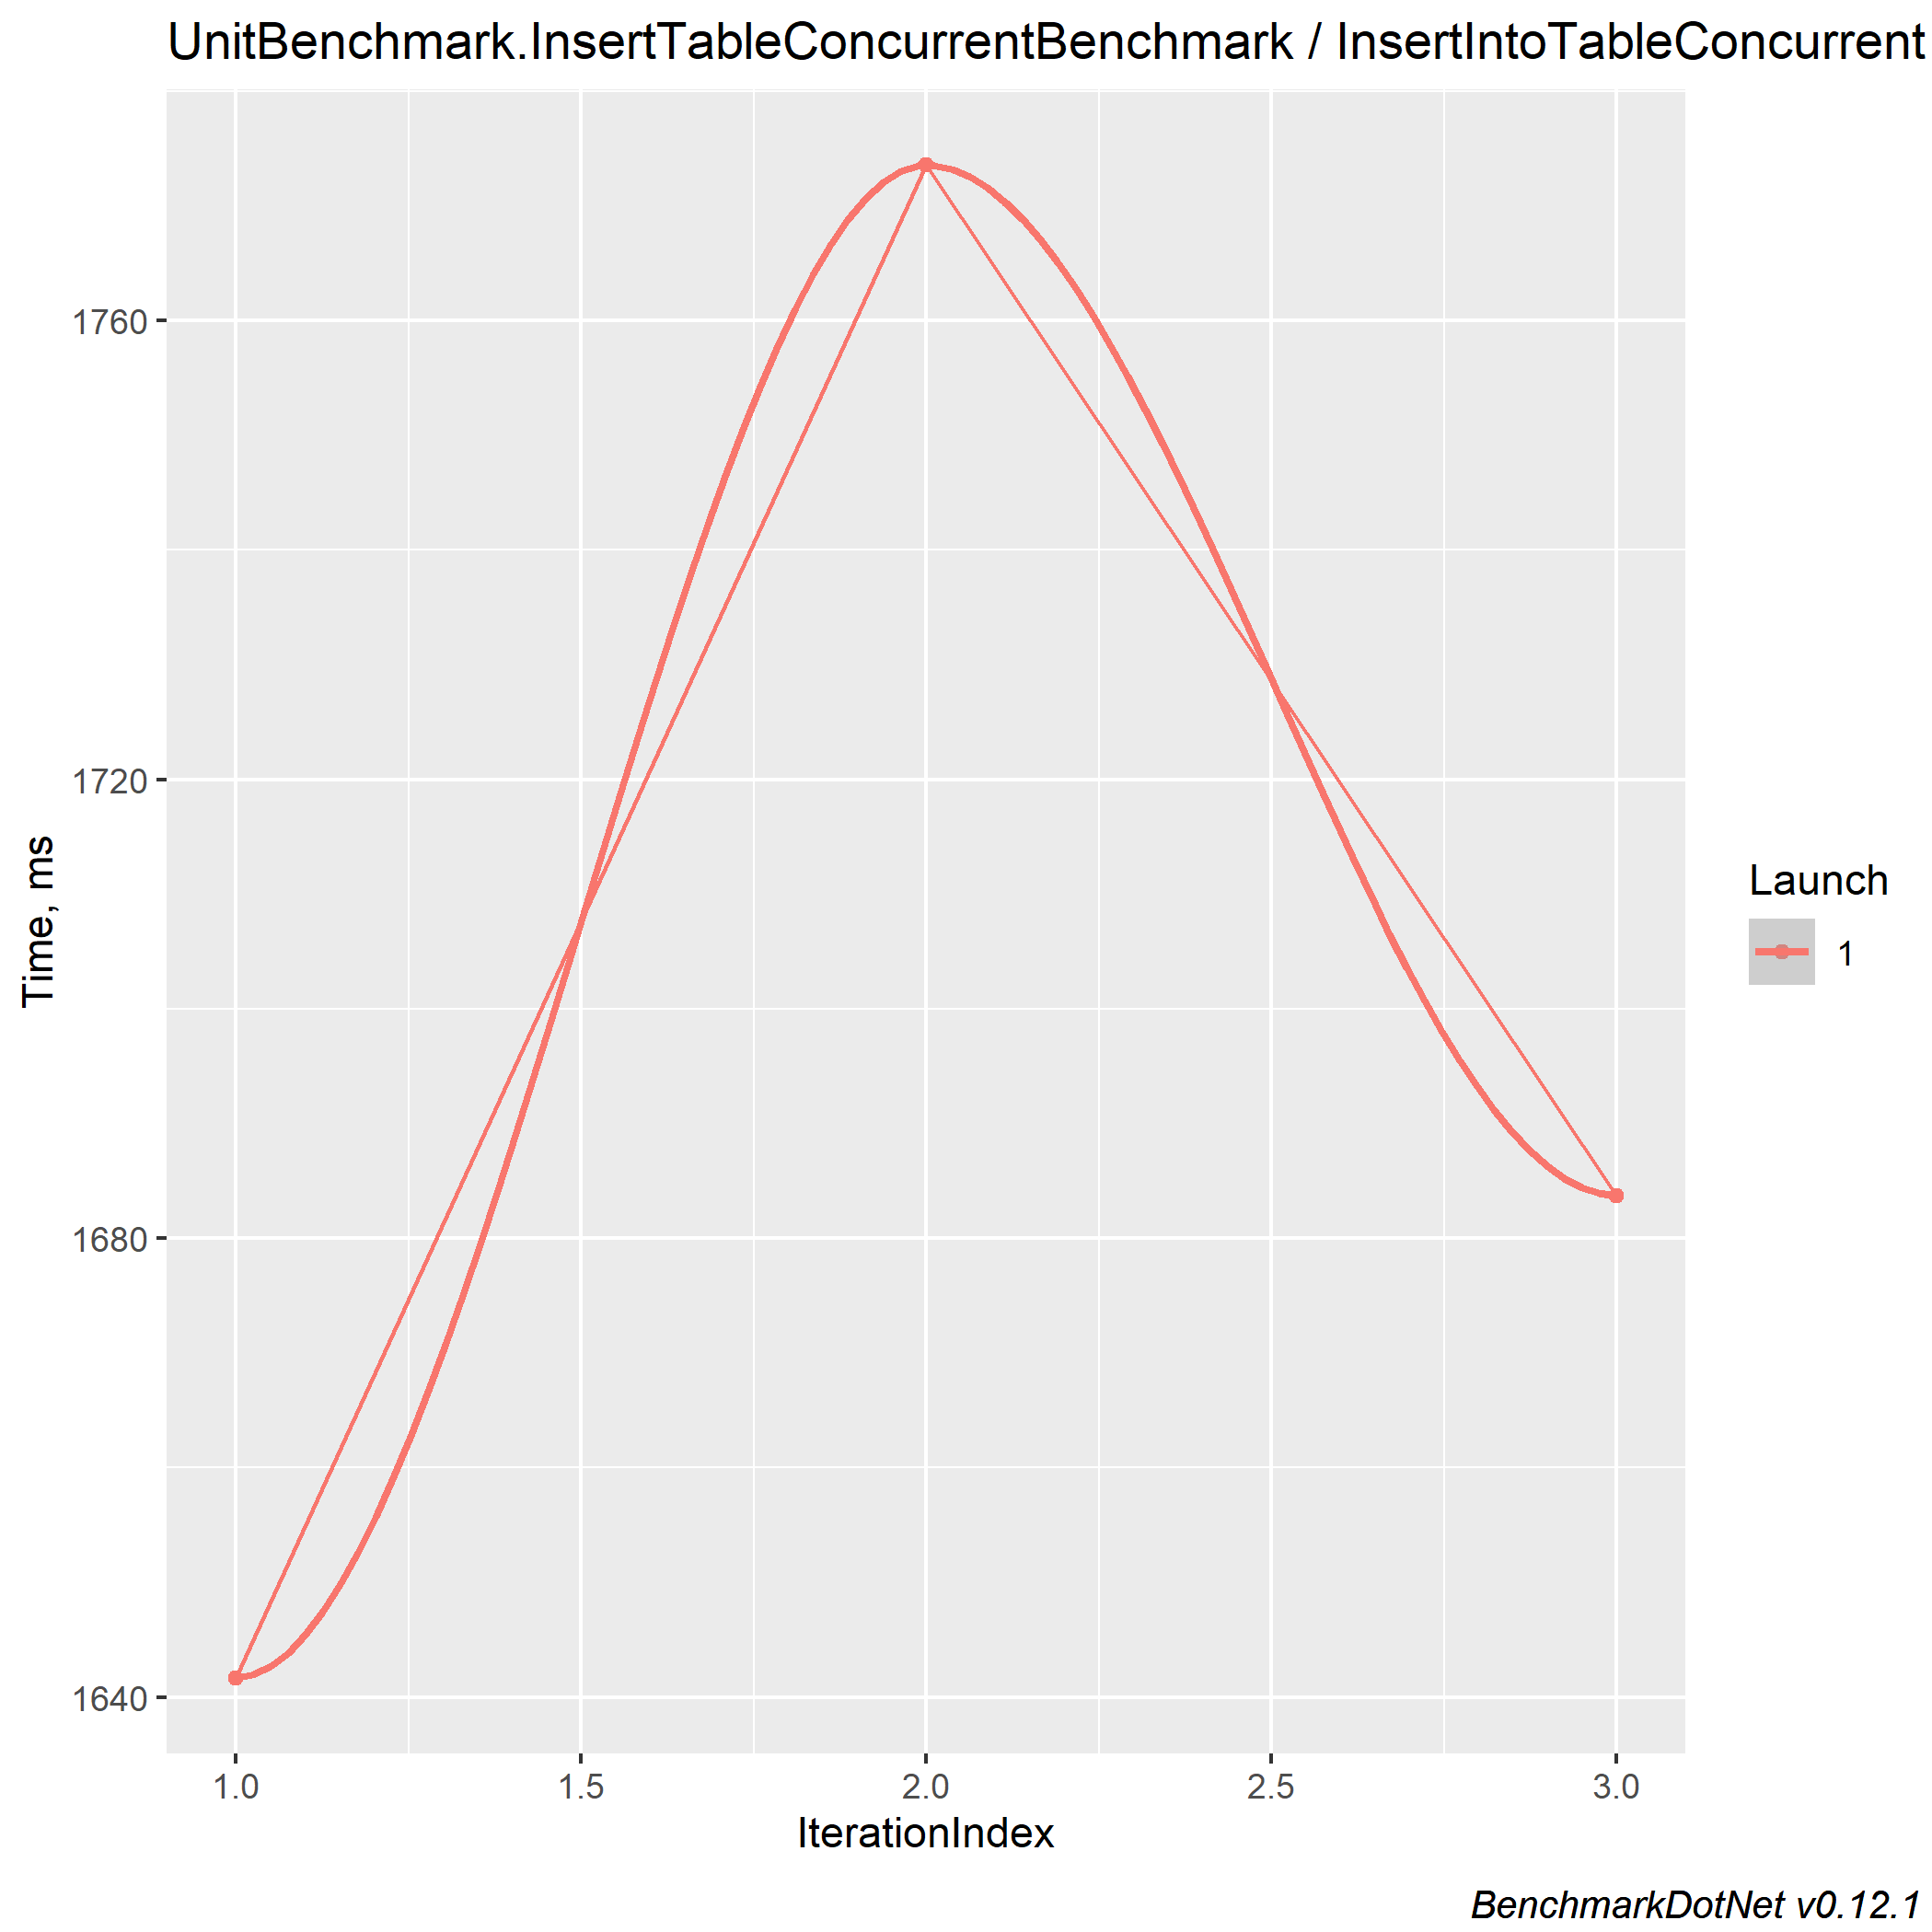 UnitBenchmark.InsertTableConcurrentBenchmark / InsertIntoTableConcurrent
1760
1720
1680
1640
Time, ms
1.0 1.5 2.0 2.5 3.0
IterationIndex
Launch
1
BenchmarkDotNet v0.12.1